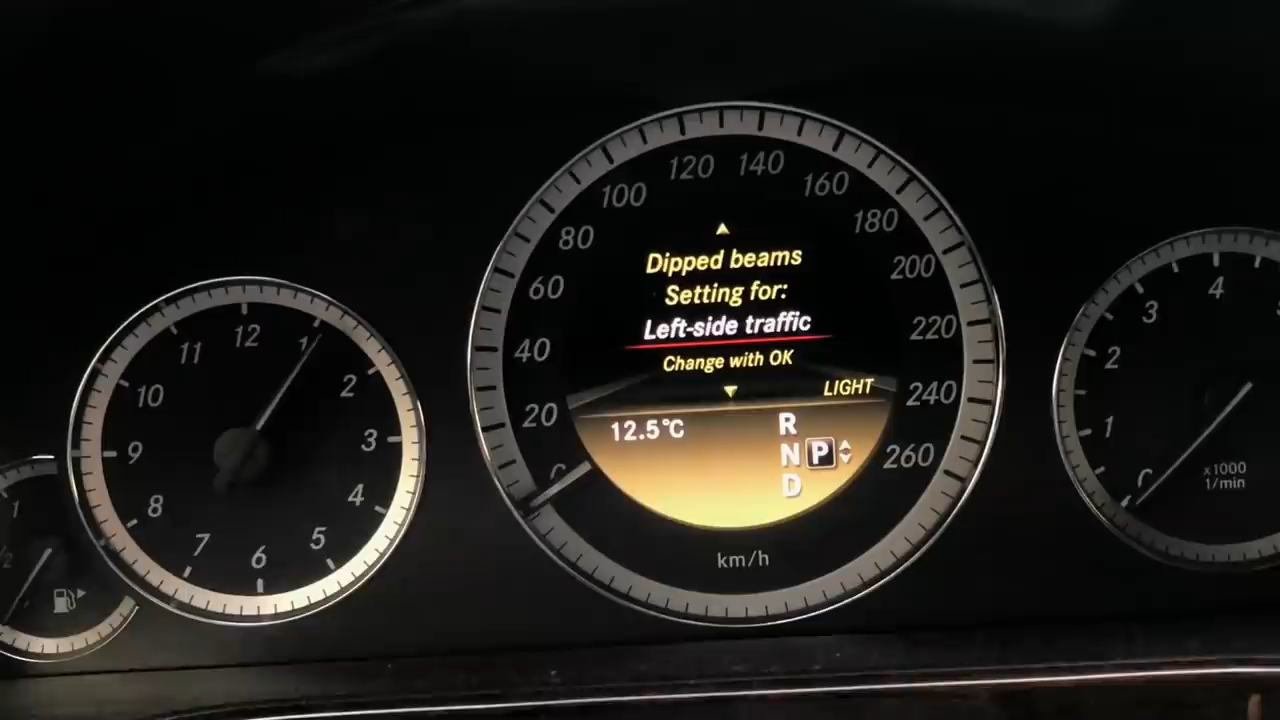 12
1
2
3
4
5
6
7
8
9
10
11
1
0
20
40
60
80
100
120
140
160
180
200
220
240
260
km/h
Dipped beams
Setting for:
Left-side traffic
Change with OK
LIGHT
12.5°C
R
N P
D
1
2
3
4
x1000
1/min